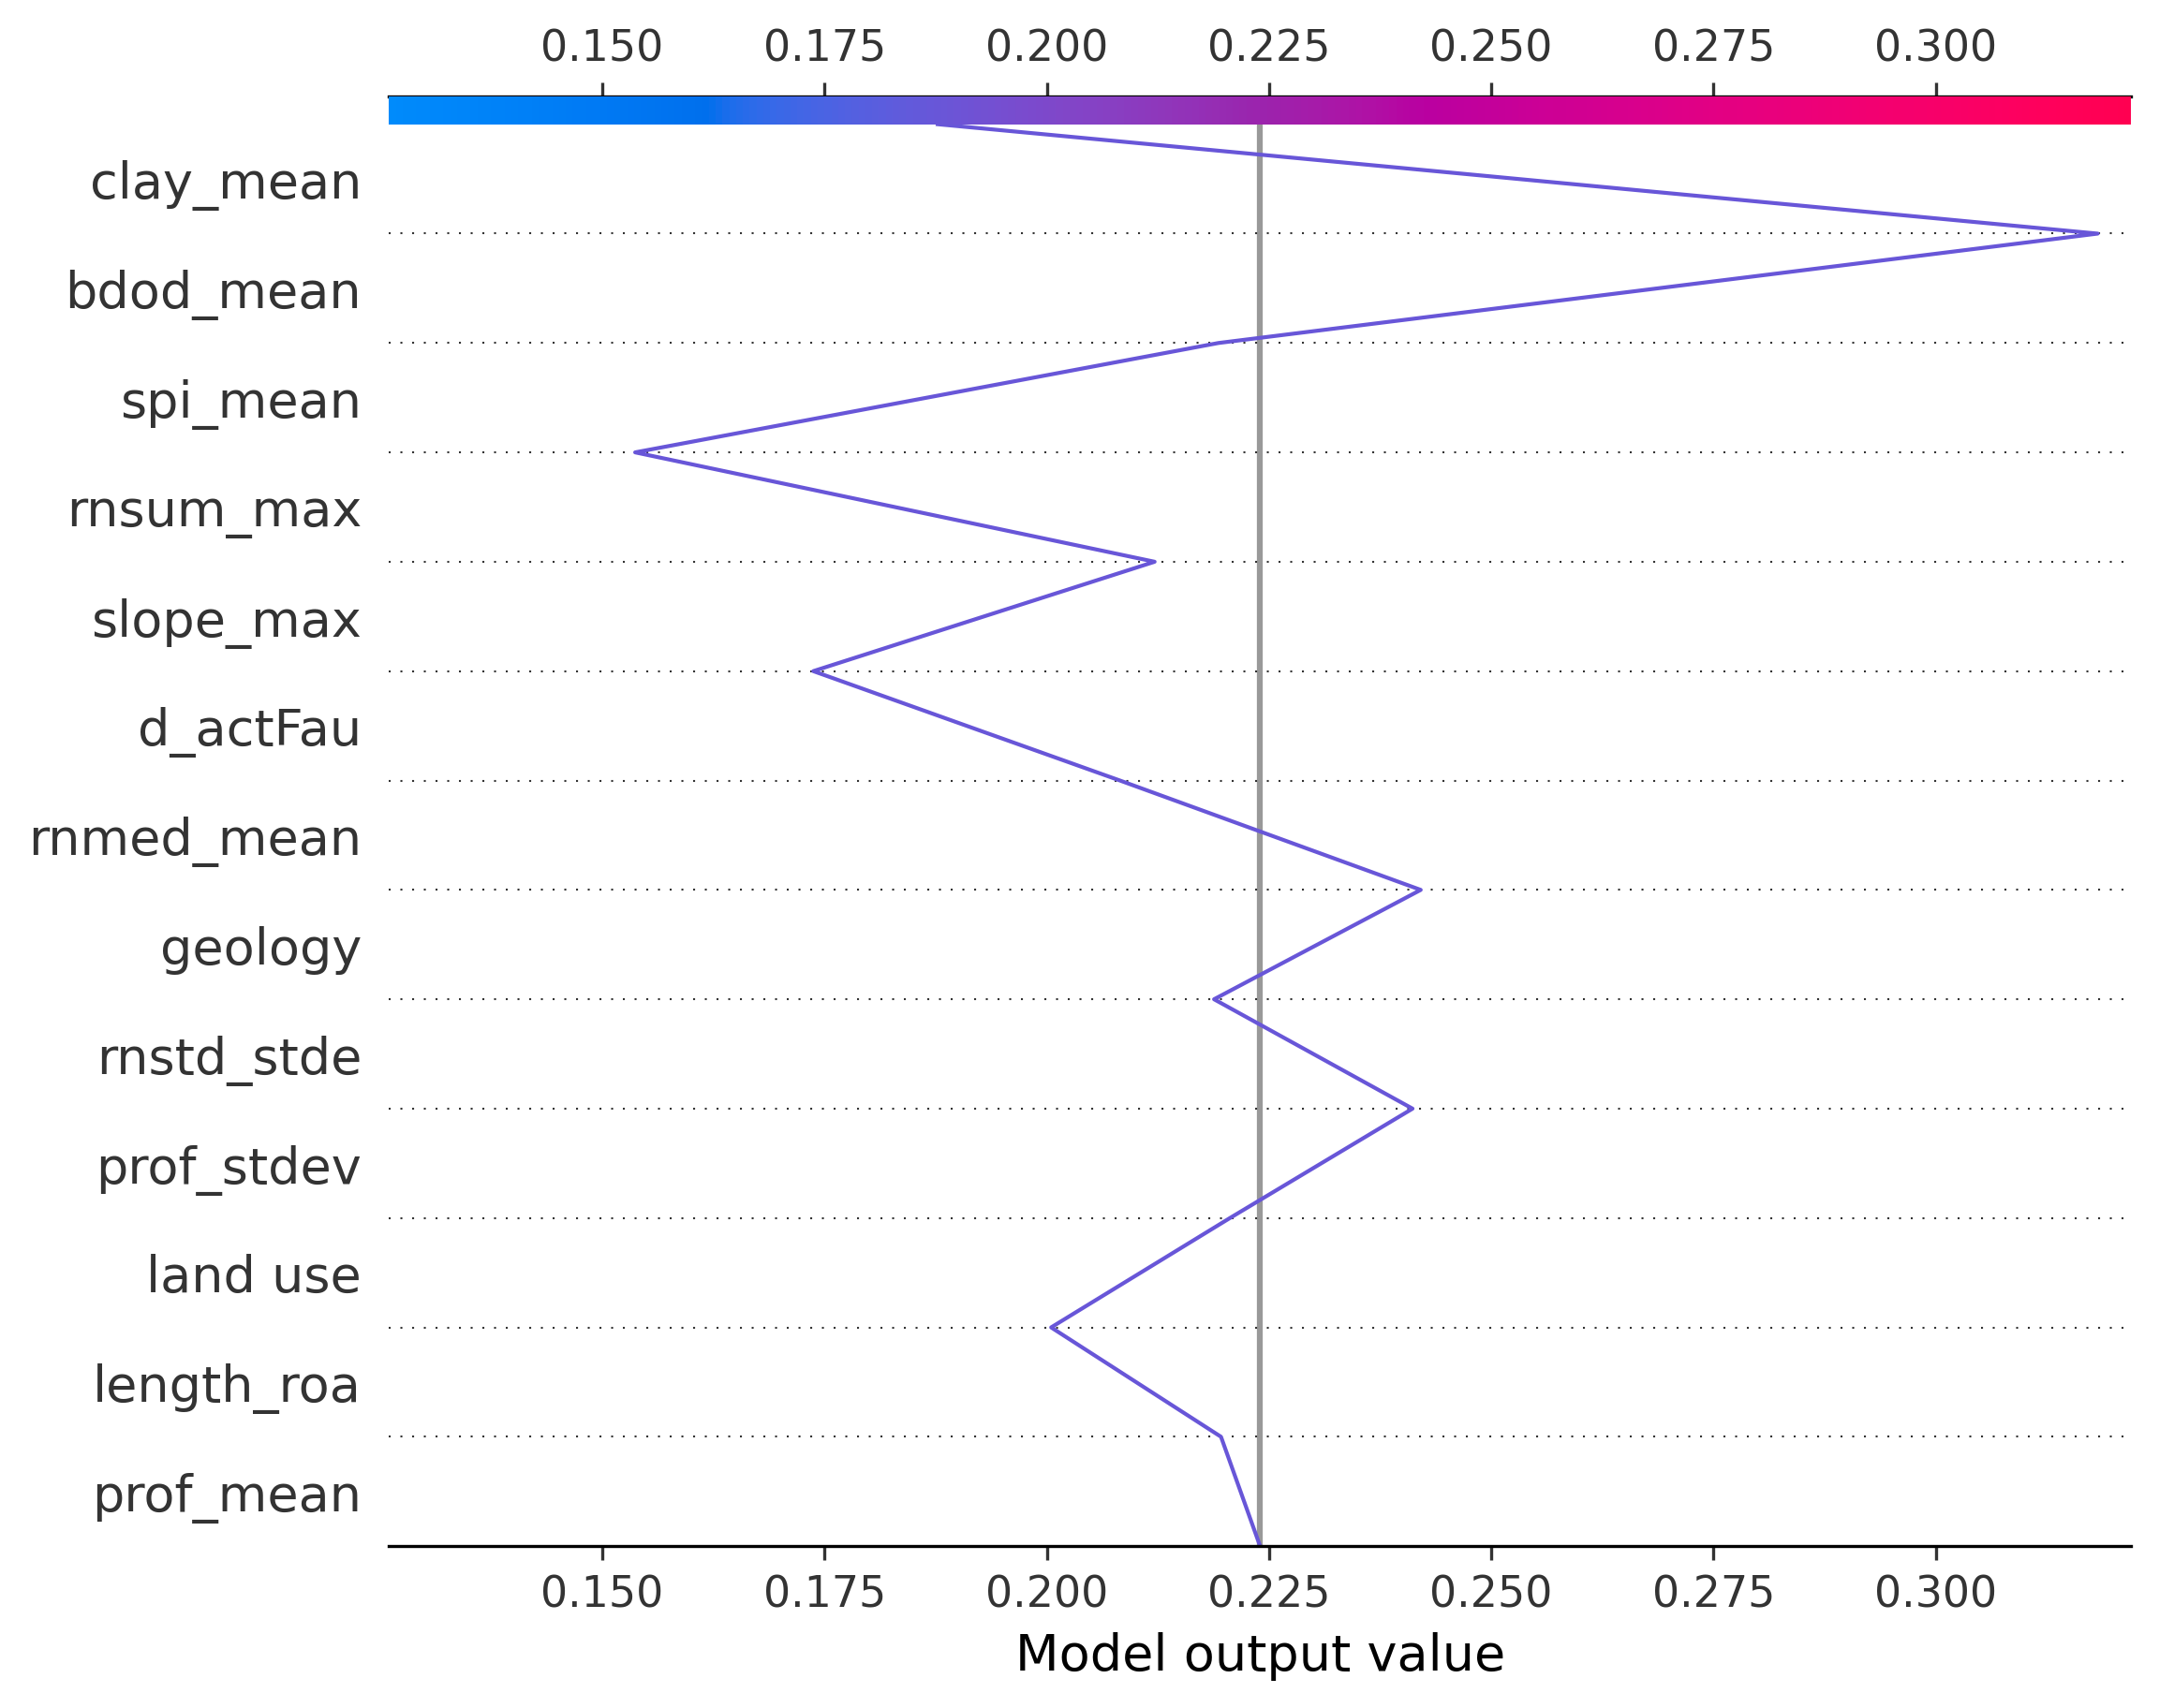 0.150 0.175 0.200 0.225 0.250 0.275 0.300
clay_mean
bdod_mean
spi_mean
rnsum_max
slope_max
d_actFau
rnmed_mean
geology
rnstd_stde
prof_stdev
land use
length_roa
prof_mean
0.150 0.175 0.200 0.225 0.250 0.275 0.300
Model output value